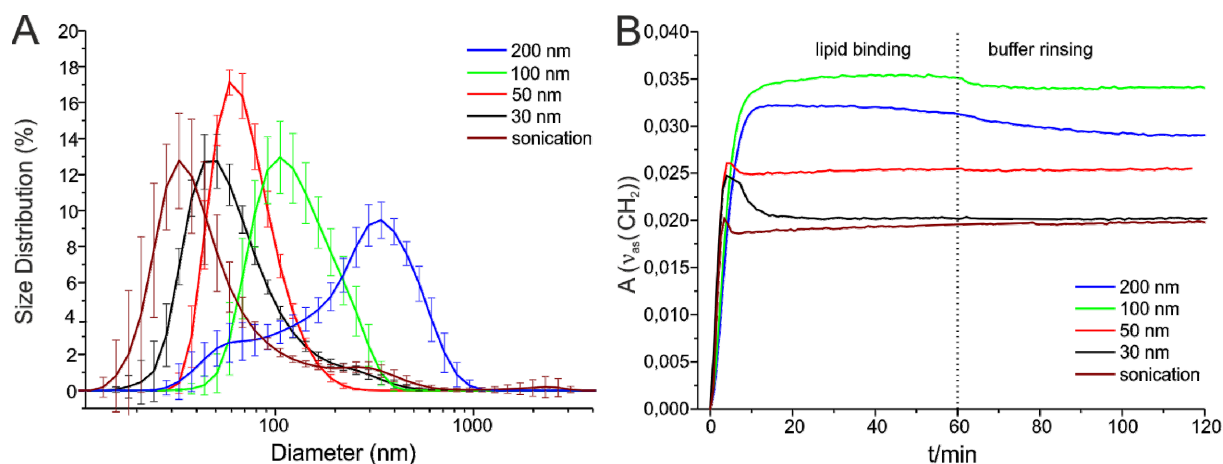 A
Size Distribution (%)
20
18
16
14
12
10
8
6
4
2
0
200 nm
100 nm
50 nm
30 nm
sonication
100
1000
Diameter (nm)
B
A (νas(CH2))
0,040
0,035
0,030
0,025
0,020
0,015
0,010
0,005
0,000
lipid binding
buffer rinsing
200 nm
100 nm
50 nm
30 nm
sonication
0
20
40
60
80
100
120
t/min